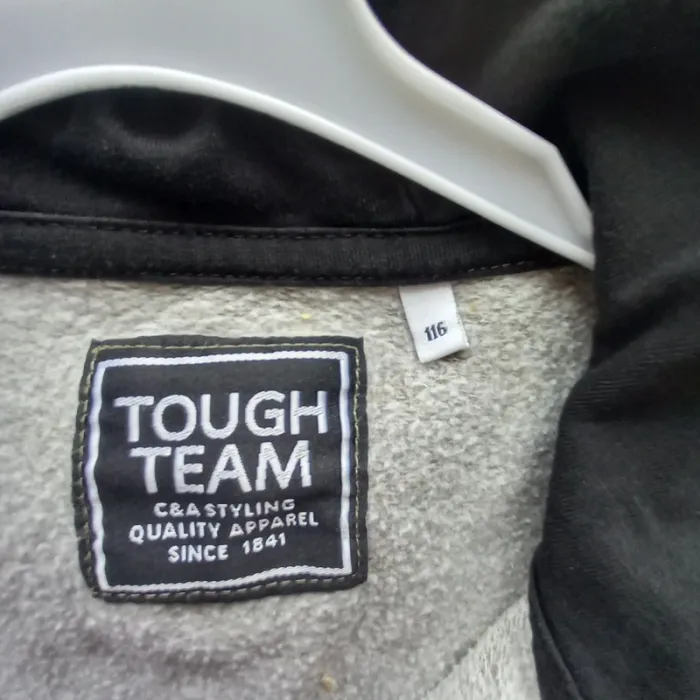 116
TOUGH
TEAM
C&A STYLING
QUALITY APPAREL
SINCE 1841